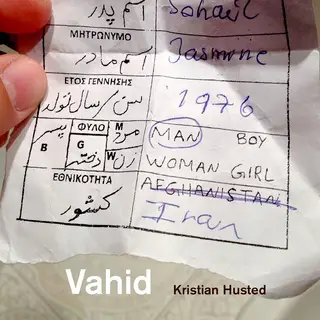 اسم پدر Sohail
ΜΗΤΡΩΝΥΜΟ
اسم مادر Jasmine
ΕΤΟΣ ΓΕΝΝΗΣΗΣ
سن / سال تولد 1976
پسر B ΦΥΛΟ G دختر M مرد W زن MAN BOY
WOMAN GIRL
ΕΘΝΙΚΟΤΗΤΑ AFGHANISTAN
کشور Iran
Vahid Kristian Husted